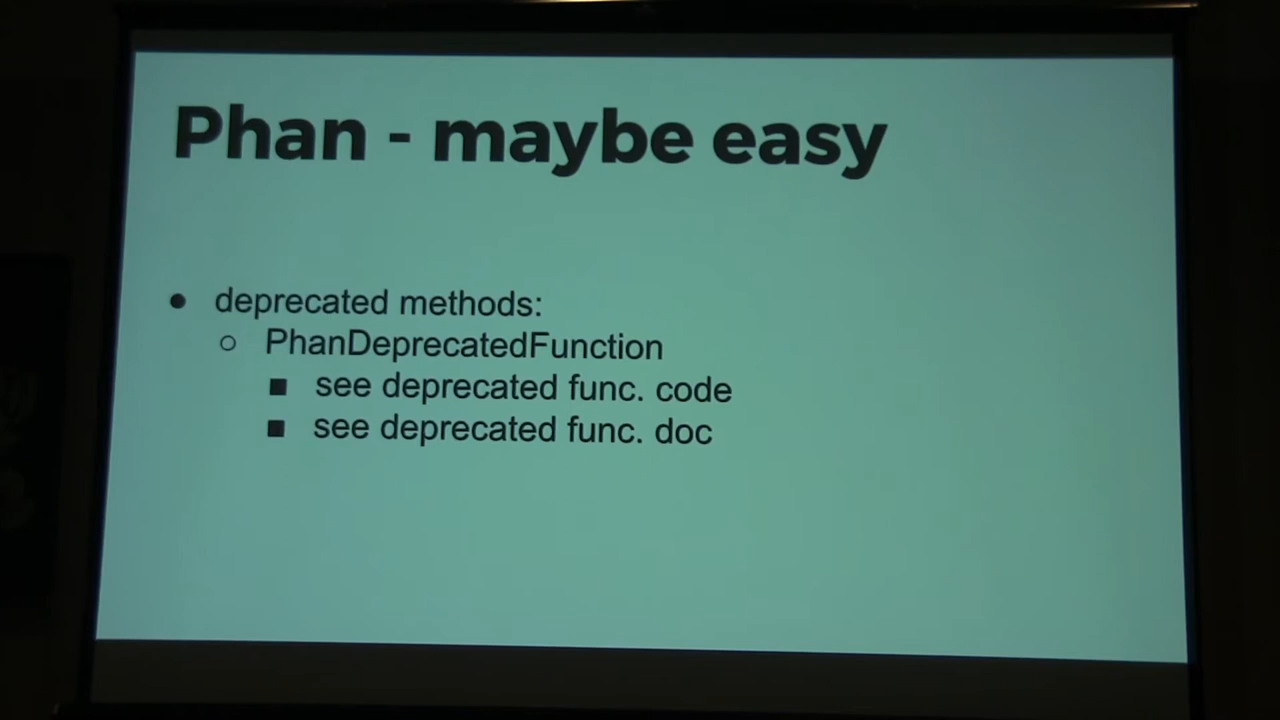 Phan - maybe easy
● deprecated methods:
○ PhanDeprecatedFunction
■ see deprecated func. code
■ see deprecated func. doc